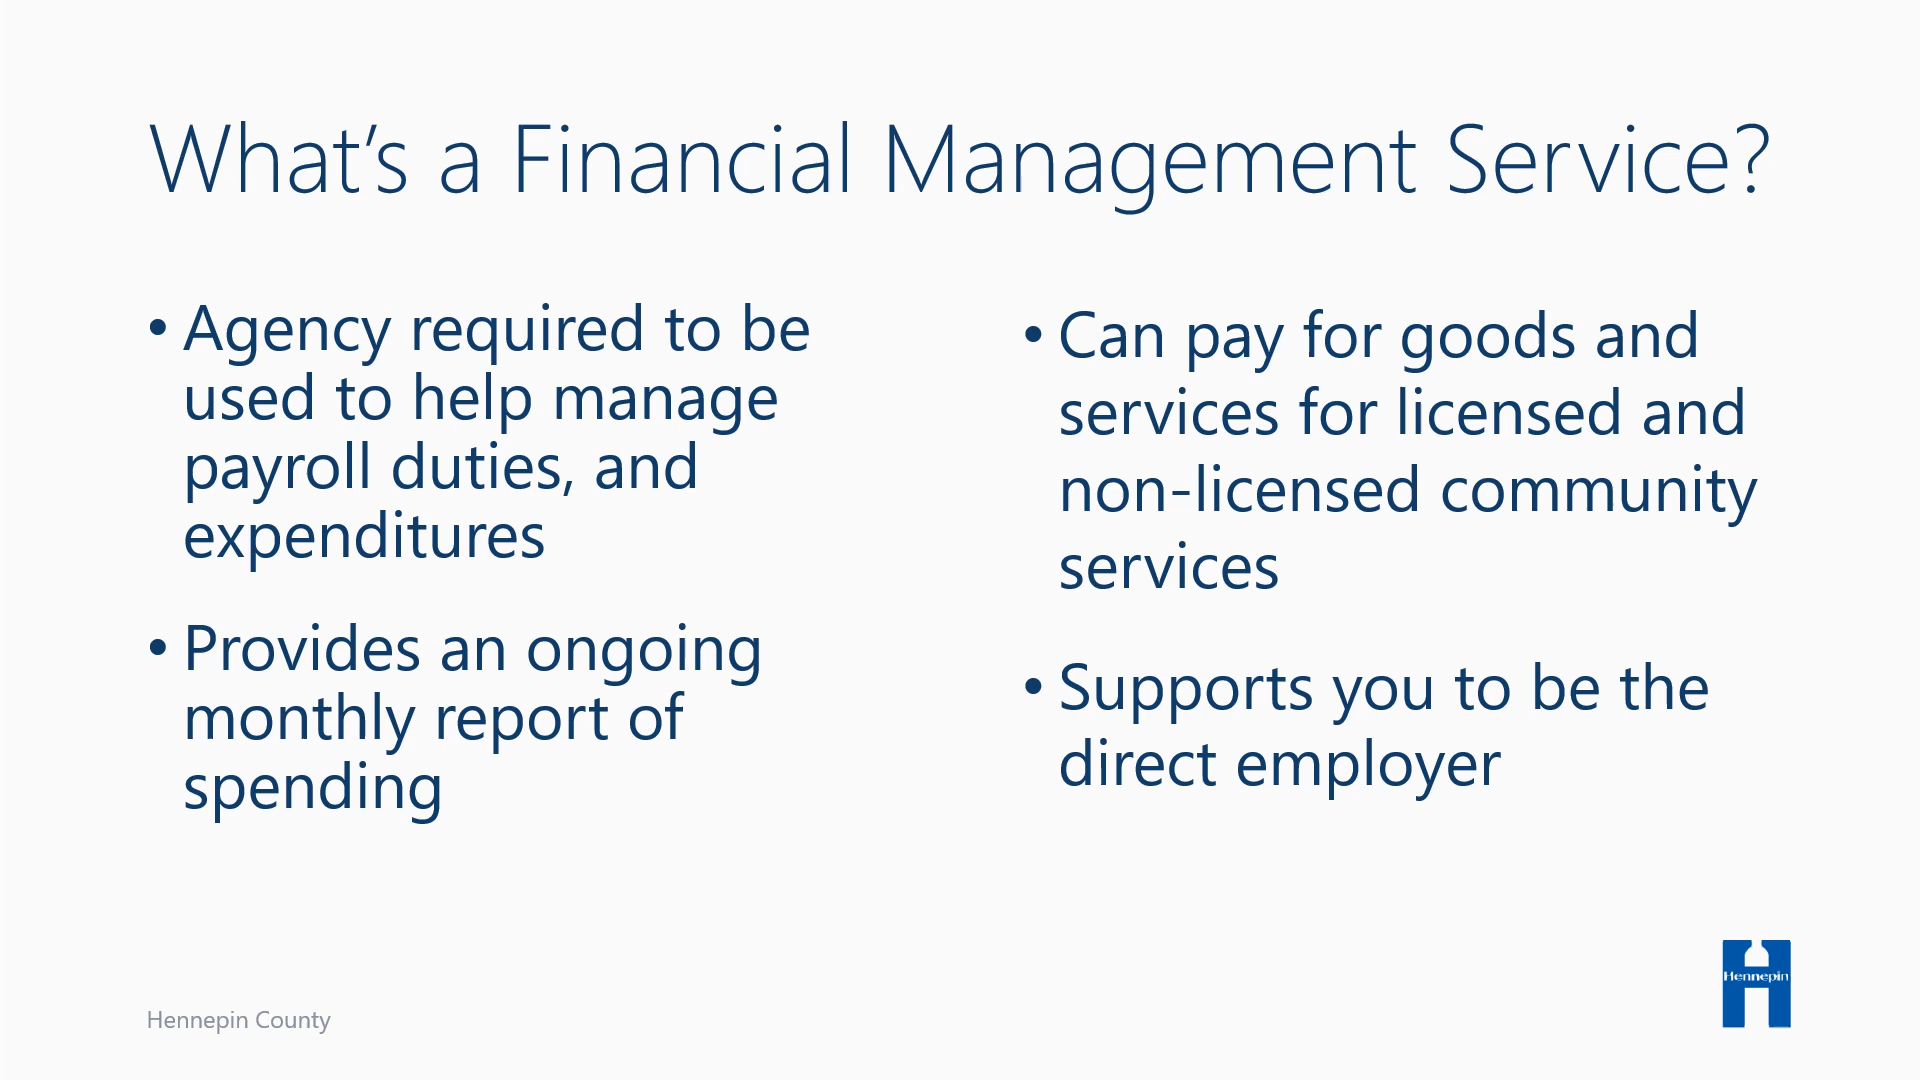 What’s a Financial Management Service?
• Agency required to be
used to help manage
payroll duties, and
expenditures
• Provides an ongoing
monthly report of
spending
• Can pay for goods and
services for licensed and
non-licensed community
services
• Supports you to be the
direct employer
Hennepin County
Hennepin